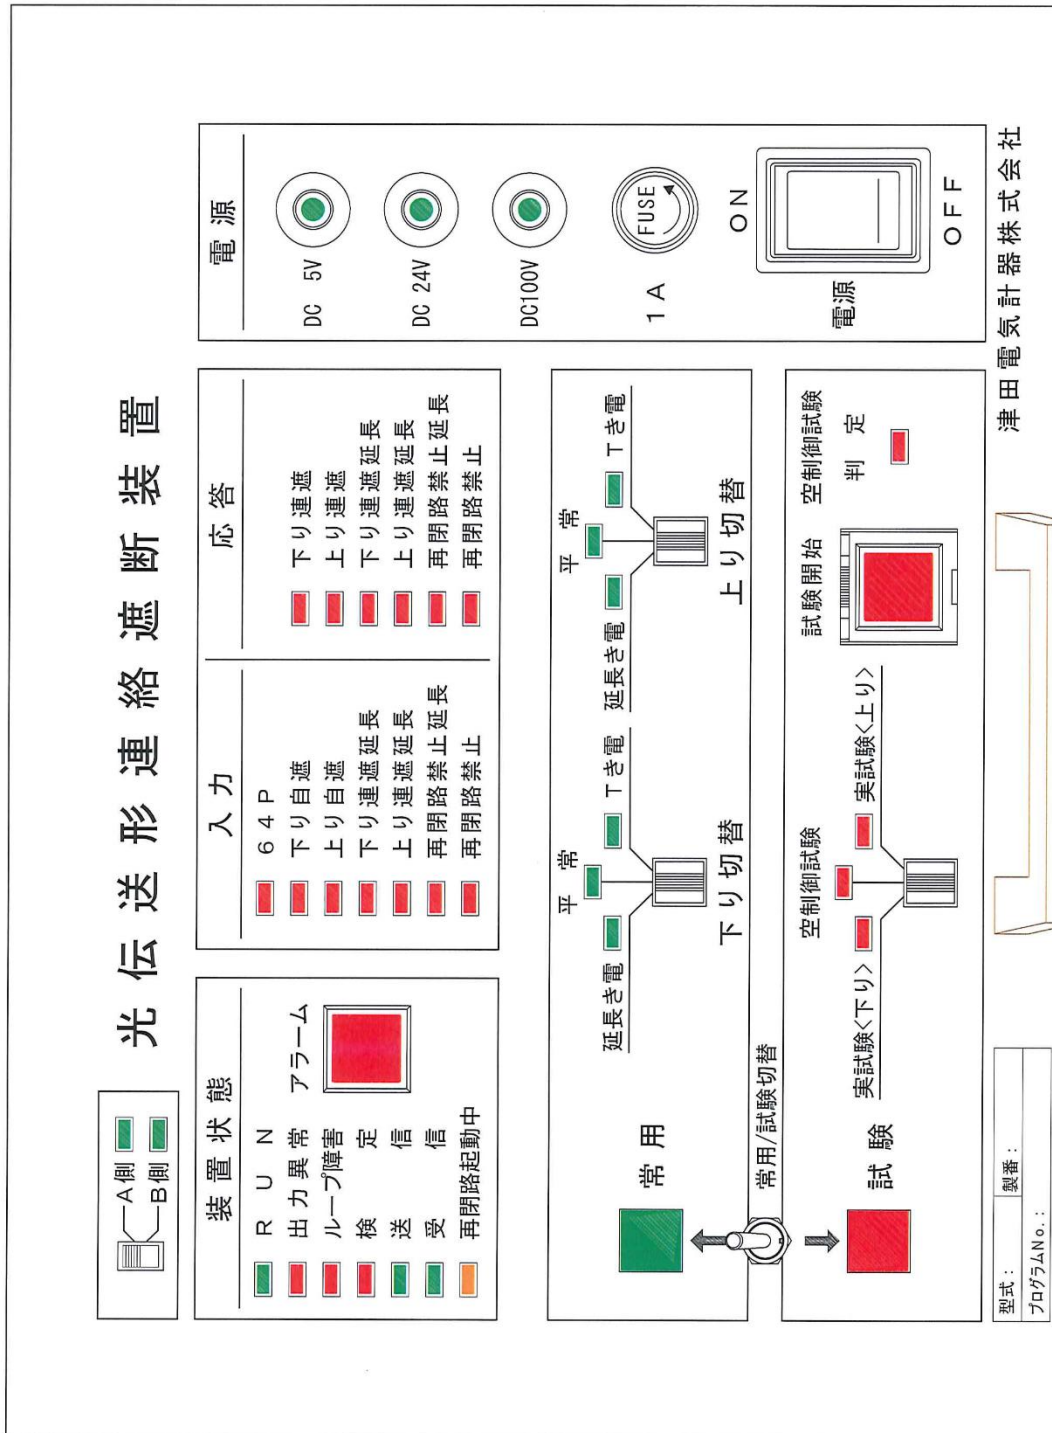 光伝送形連絡遮断装置
A側
B側
装置状態
RUN
出力異常
ループ障害
検定
送信
受信
再閉路起動中
アラーム
入力
64P
下り自遮
上り自遮
下り連遮延長
上り連遮延長
再閉路禁止延長
再閉路禁止
応答
下り連遮
上り連遮
下り連遮延長
上り連遮延長
再閉路禁止延長
再閉路禁止
電源
DC 5V
DC 24V
DC100V
1A
FUSE
電源
ON
OFF
常用
延長き電
平常
Tき電
下り切替
延長き電
平常
Tき電
上り切替
常用/試験切替
試験
実試験<下り>
空制御試験
実試験<上り>
試験開始
空制御試験
判定
型式:
製番:
プログラムNo.:
津田電気計器株式会社